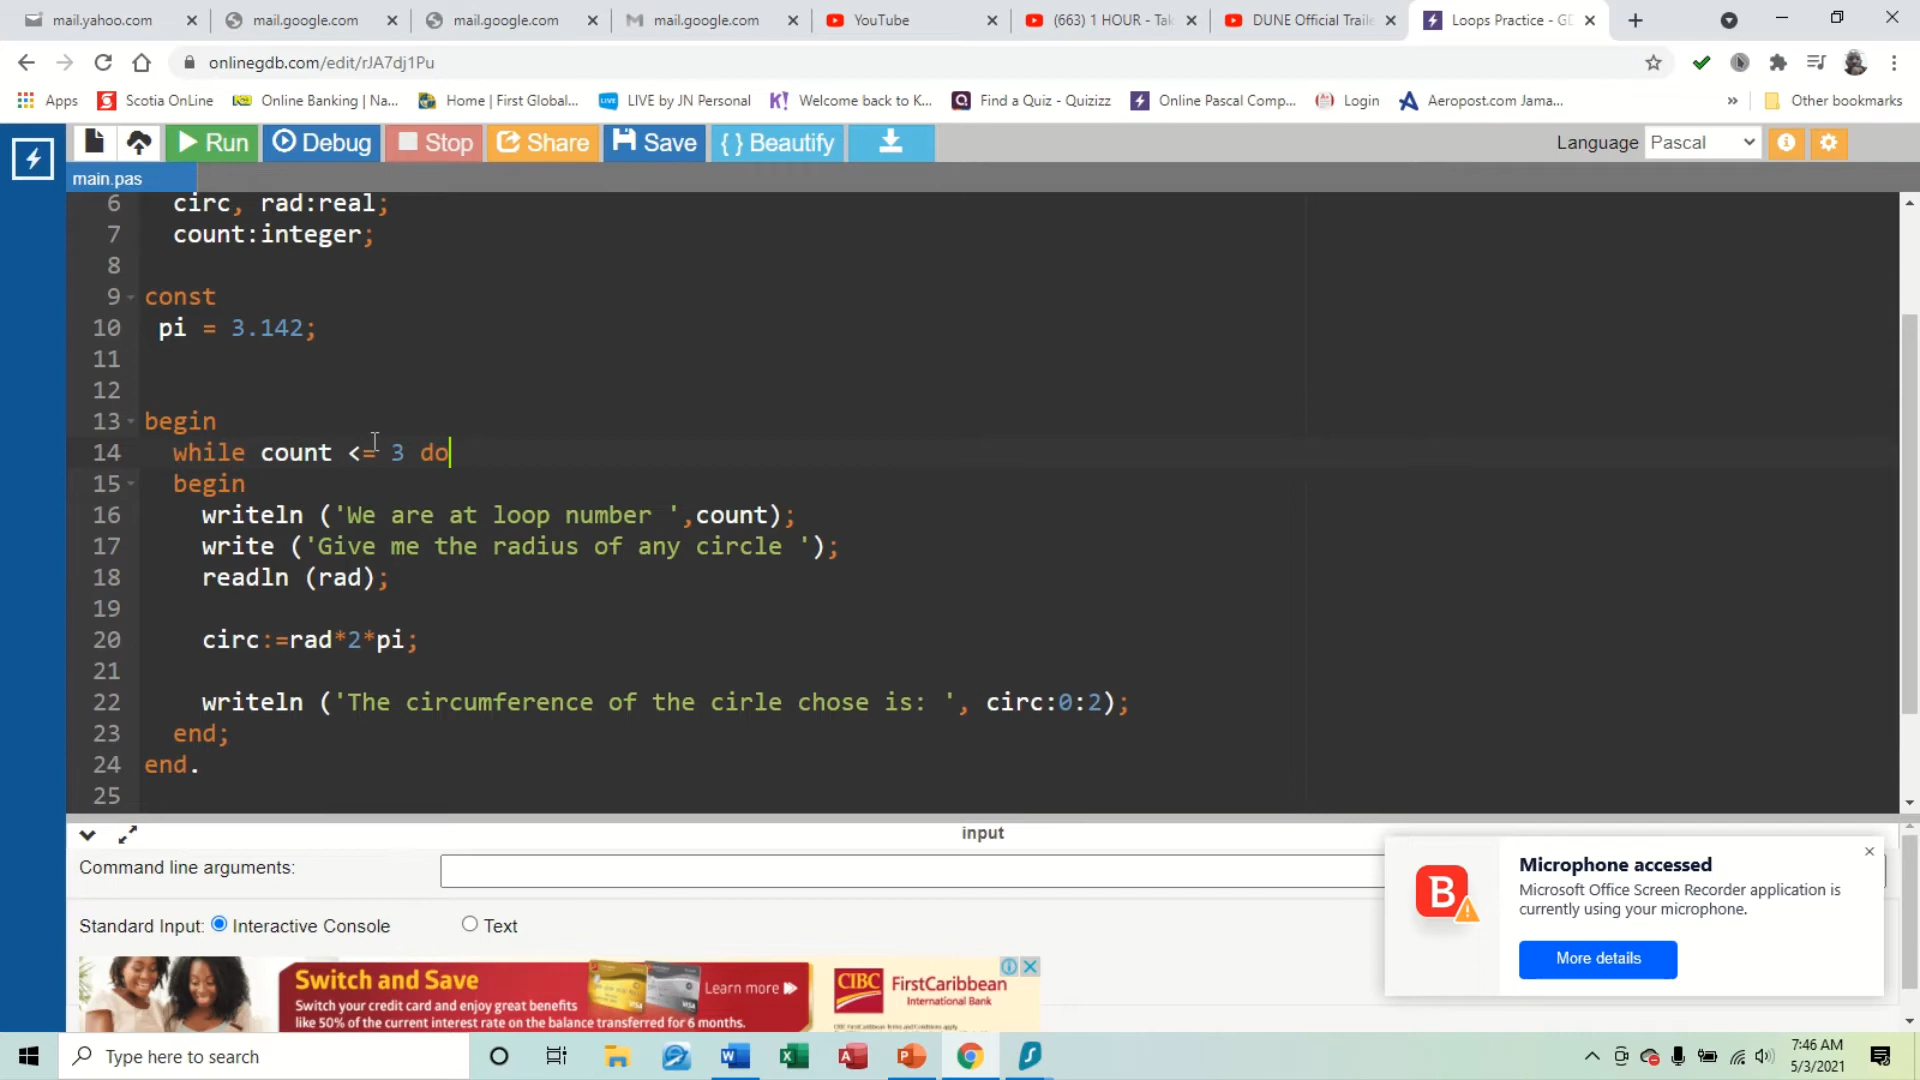 mail.yahoo.com
mail.google.com
mail.google.com
mail.google.com
YouTube
(663) 1 HOUR - Tak
DUNE Official Traile
Loops Practice - GD
onlinegdb.com/edit/rJA7dj1Pu
Apps
Scotia OnLine
Online Banking | Na...
Home | First Global...
LIVE by JN Personal
Welcome back to K...
Find a Quiz - Quizizz
Online Pascal Comp...
Login
Aeropost.com Jama...
»
Other bookmarks
Run
Debug
Stop
Share
Save
{ } Beautify
Language
Pascal
main.pas
6 circ, rad:real;
7 count:integer;
8
9 const
10 pi = 3.142;
11
12
13 begin
14 while count <= 3 do
15 begin
16 writeln ('We are at loop number ',count);
17 write ('Give me the radius of any circle ');
18 readln (rad);
19
20 circ:=rad*2*pi;
21
22 writeln ('The circumference of the cirle chose is: ', circ:0:2);
23 end;
24 end.
25
input
Command line arguments:
Standard Input:
Interactive Console
Text
Switch and Save
Switch your credit card and enjoy great benefits
like 50% of the current interest rate on the balance transferred for 6 months.
Learn more
CIBC
FirstCaribbean
International Bank
B
Microphone accessed
Microsoft Office Screen Recorder application is
currently using your microphone.
More details
Type here to search
7:46 AM
5/3/2021